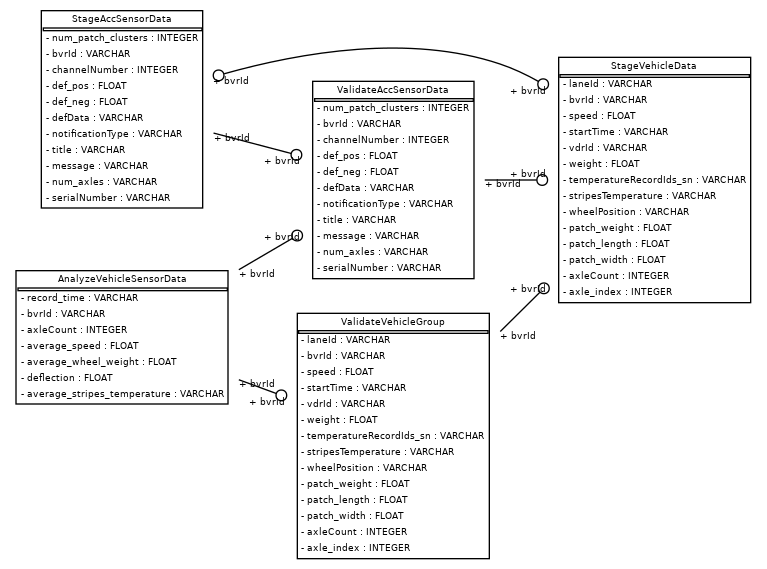 StageAccSensorData
- num_patch_clusters : INTEGER
- bvrId : VARCHAR
- channelNumber : INTEGER
- def_pos : FLOAT
- def_neg : FLOAT
- defData : VARCHAR
- notificationType : VARCHAR
- title : VARCHAR
- message : VARCHAR
- num_axles : VARCHAR
- serialNumber : VARCHAR
+ bvrId
+ bvrId
StageVehicleData
- laneId : VARCHAR
- bvrId : VARCHAR
- speed : FLOAT
- startTime : VARCHAR
- vdrId : VARCHAR
- weight : FLOAT
- temperatureRecordIds_sn : VARCHAR
- stripesTemperature : VARCHAR
- wheelPosition : VARCHAR
- patch_weight : FLOAT
- patch_length : FLOAT
- patch_width : FLOAT
- axleCount : INTEGER
- axle_index : INTEGER
ValidateAccSensorData
- num_patch_clusters : INTEGER
- bvrId : VARCHAR
- channelNumber : INTEGER
- def_pos : FLOAT
- def_neg : FLOAT
- defData : VARCHAR
- notificationType : VARCHAR
- title : VARCHAR
- message : VARCHAR
- num_axles : VARCHAR
- serialNumber : VARCHAR
+ bvrId
+ bvrId
+ bvrId
+ bvrId
+ bvrId
+ bvrId
AnalyzeVehicleSensorData
- record_time : VARCHAR
- bvrId : VARCHAR
- axleCount : INTEGER
- average_speed : FLOAT
- average_wheel_weight : FLOAT
- deflection : FLOAT
- average_stripes_temperature : VARCHAR
+ bvrId
+ bvrId
ValidateVehicleGroup
- laneId : VARCHAR
- bvrId : VARCHAR
- speed : FLOAT
- startTime : VARCHAR
- vdrId : VARCHAR
- weight : FLOAT
- temperatureRecordIds_sn : VARCHAR
- stripesTemperature : VARCHAR
- wheelPosition : VARCHAR
- patch_weight : FLOAT
- patch_length : FLOAT
- patch_width : FLOAT
- axleCount : INTEGER
- axle_index : INTEGER
+ bvrId
+ bvrId